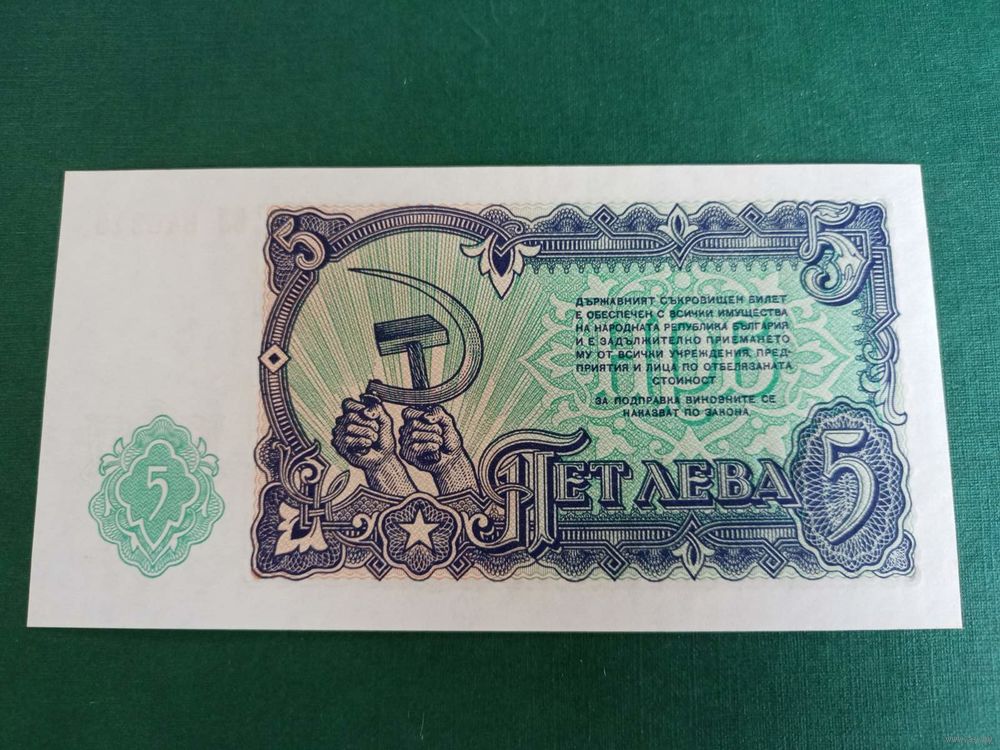 5
5
ДЪРЖАВНИЯТ СЪКРОВИЩЕН БИЛЕТ
Е ОБЕСПЕЧЕН С ВСИЧКИ ИМУЩЕСТВА
НА НАРОДНАТА РЕПУБЛИКА БЪЛГАРИЯ
И Е ЗАДЪЛЖИТЕЛНО ПРИЕМАНЕТО
МУ ОТ ВСИЧКИ УЧРЕЖДЕНИЯ, ПРЕД-
ПРИЯТИЯ И ЛИЦА ПО ОТБЕЛЯЗАНАТА
СТОЙНОСТ
ЗА ПОДПРАВКА ВИНОВНИТЕ СЕ
НАКАЗВАТ ПО ЗАКОНА
5
ПЕТ ЛЕВА
5